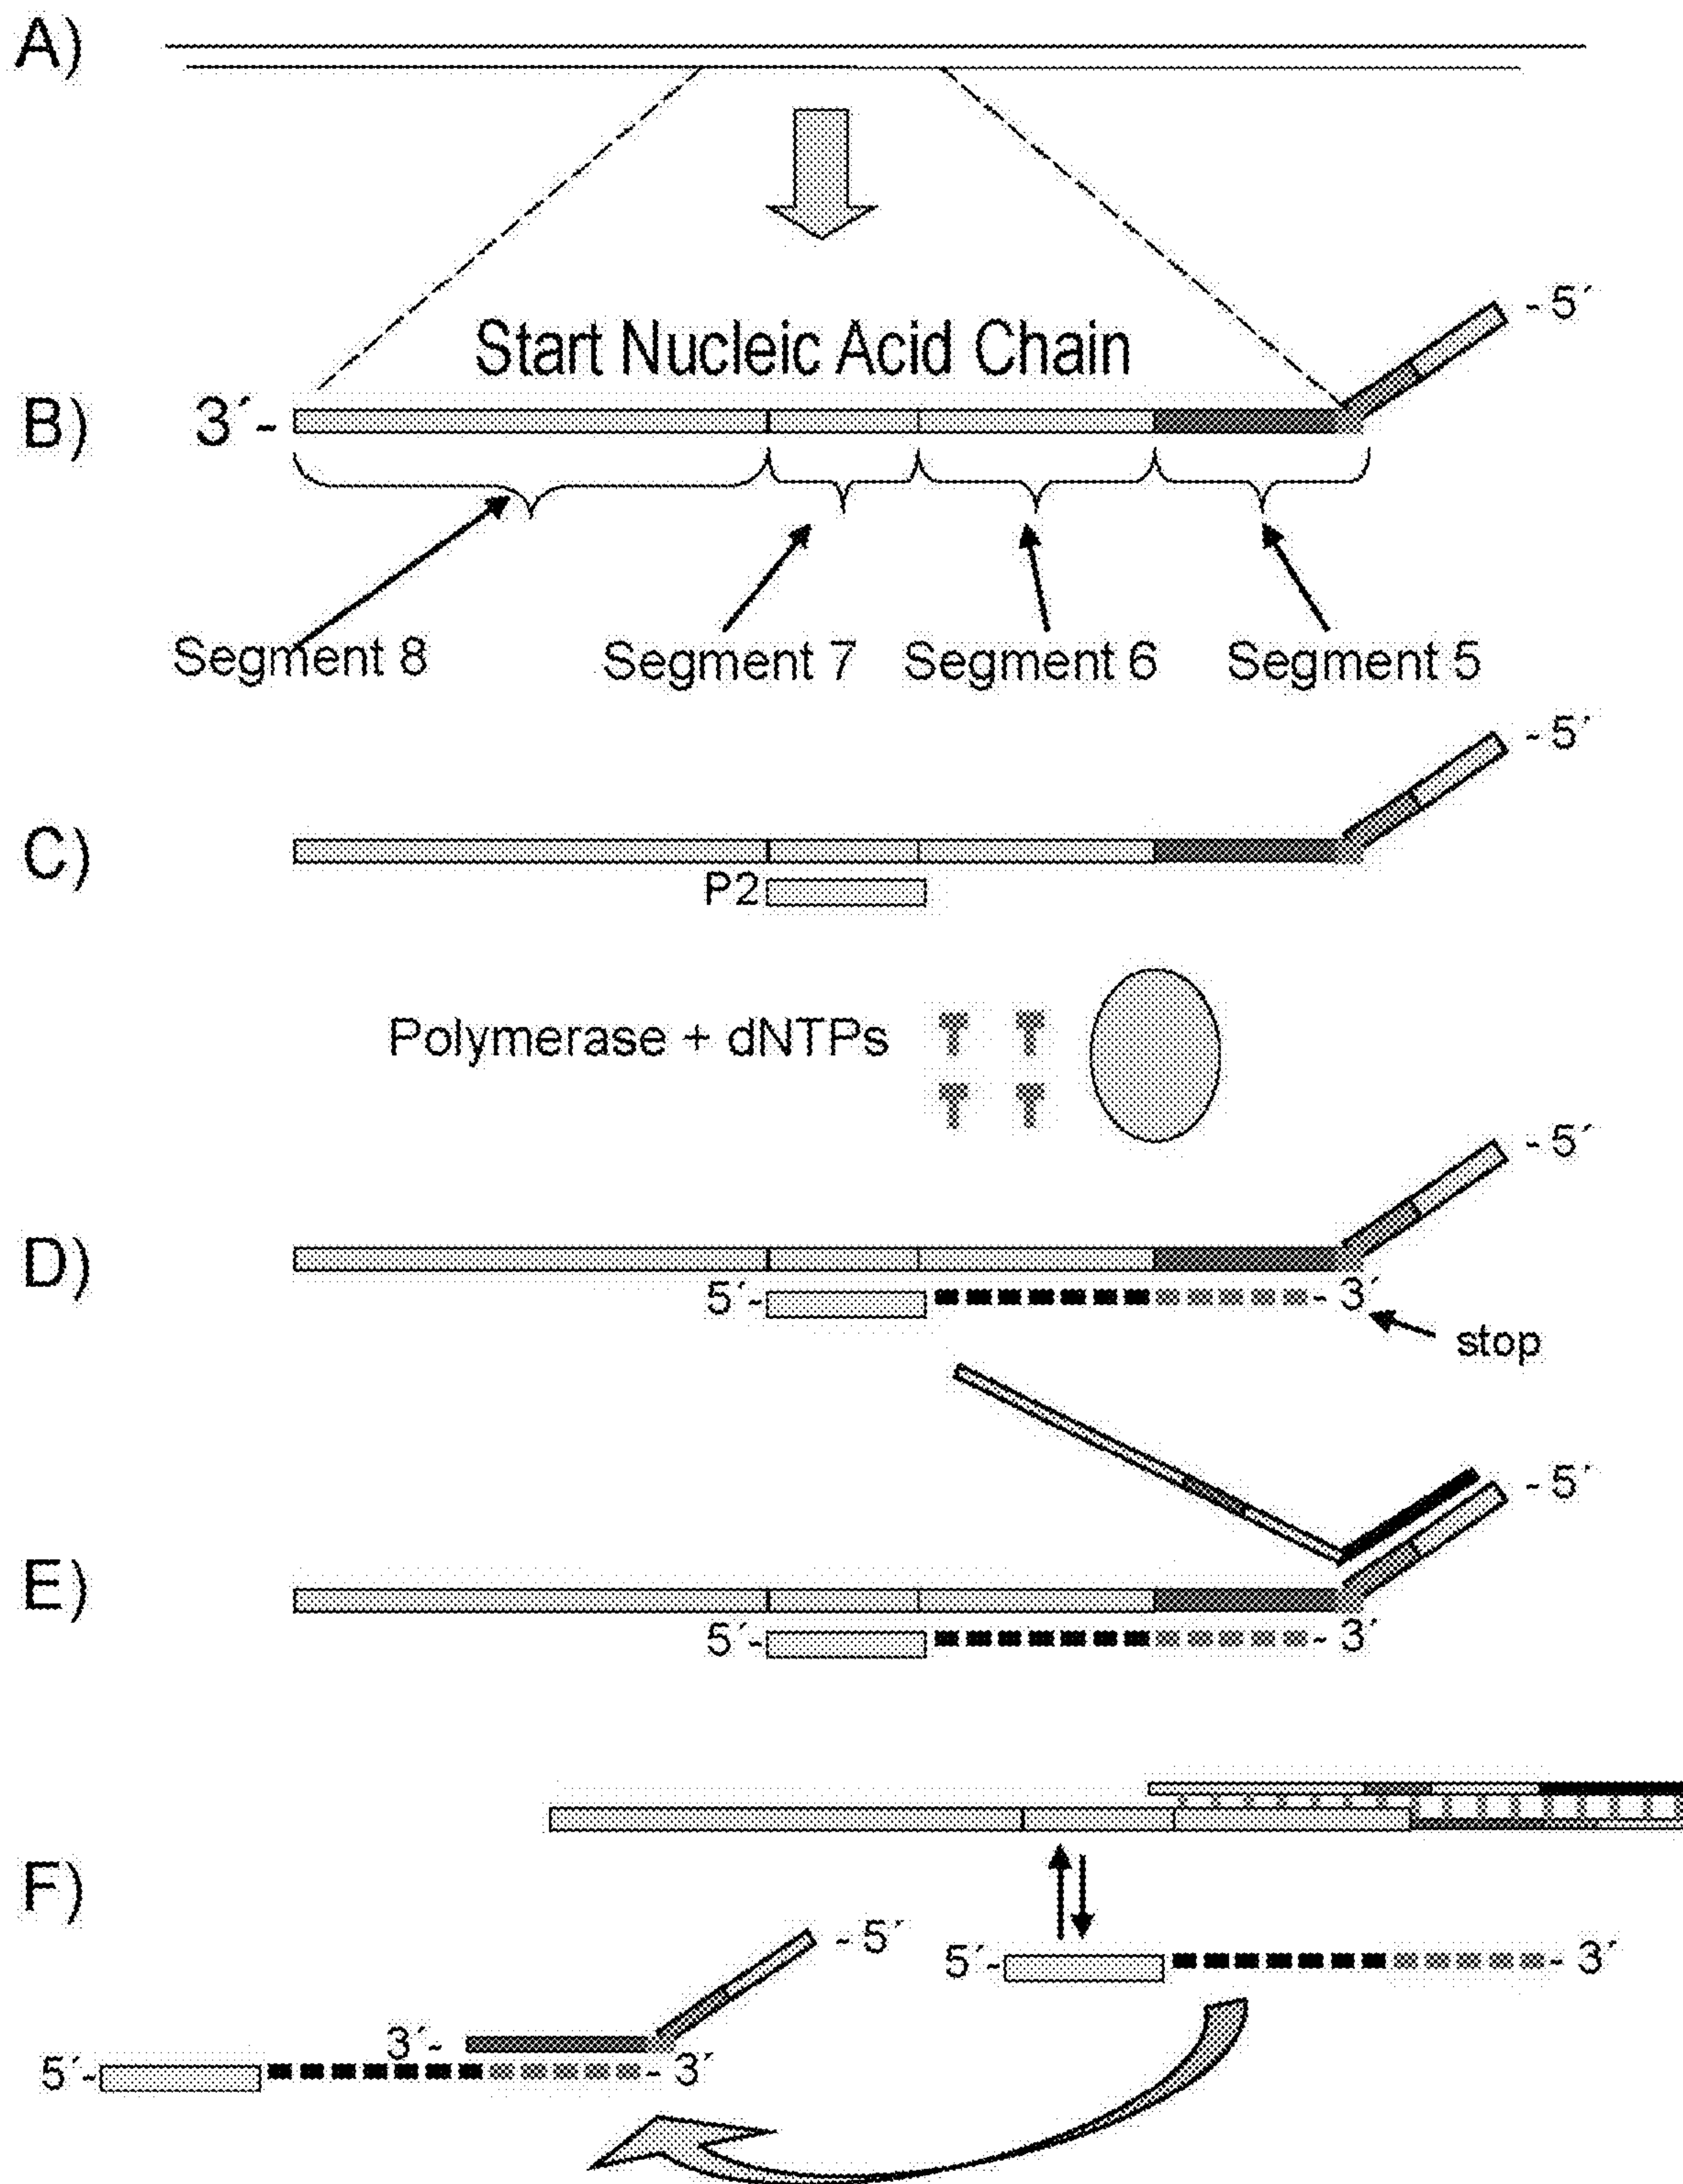 A)
Start Nucleic Acid Chain
- 5´
B) 3´-
Segment 8 Segment 7 Segment 6 Segment 5
- 5´
C)
P2
Polymerase + dNTPs
- 5´
D)
5´- - 3´
stop
- 5´
E)
5´- - 3´
F)
- 5´
5´- - 3´
3´-
5´- - 3´